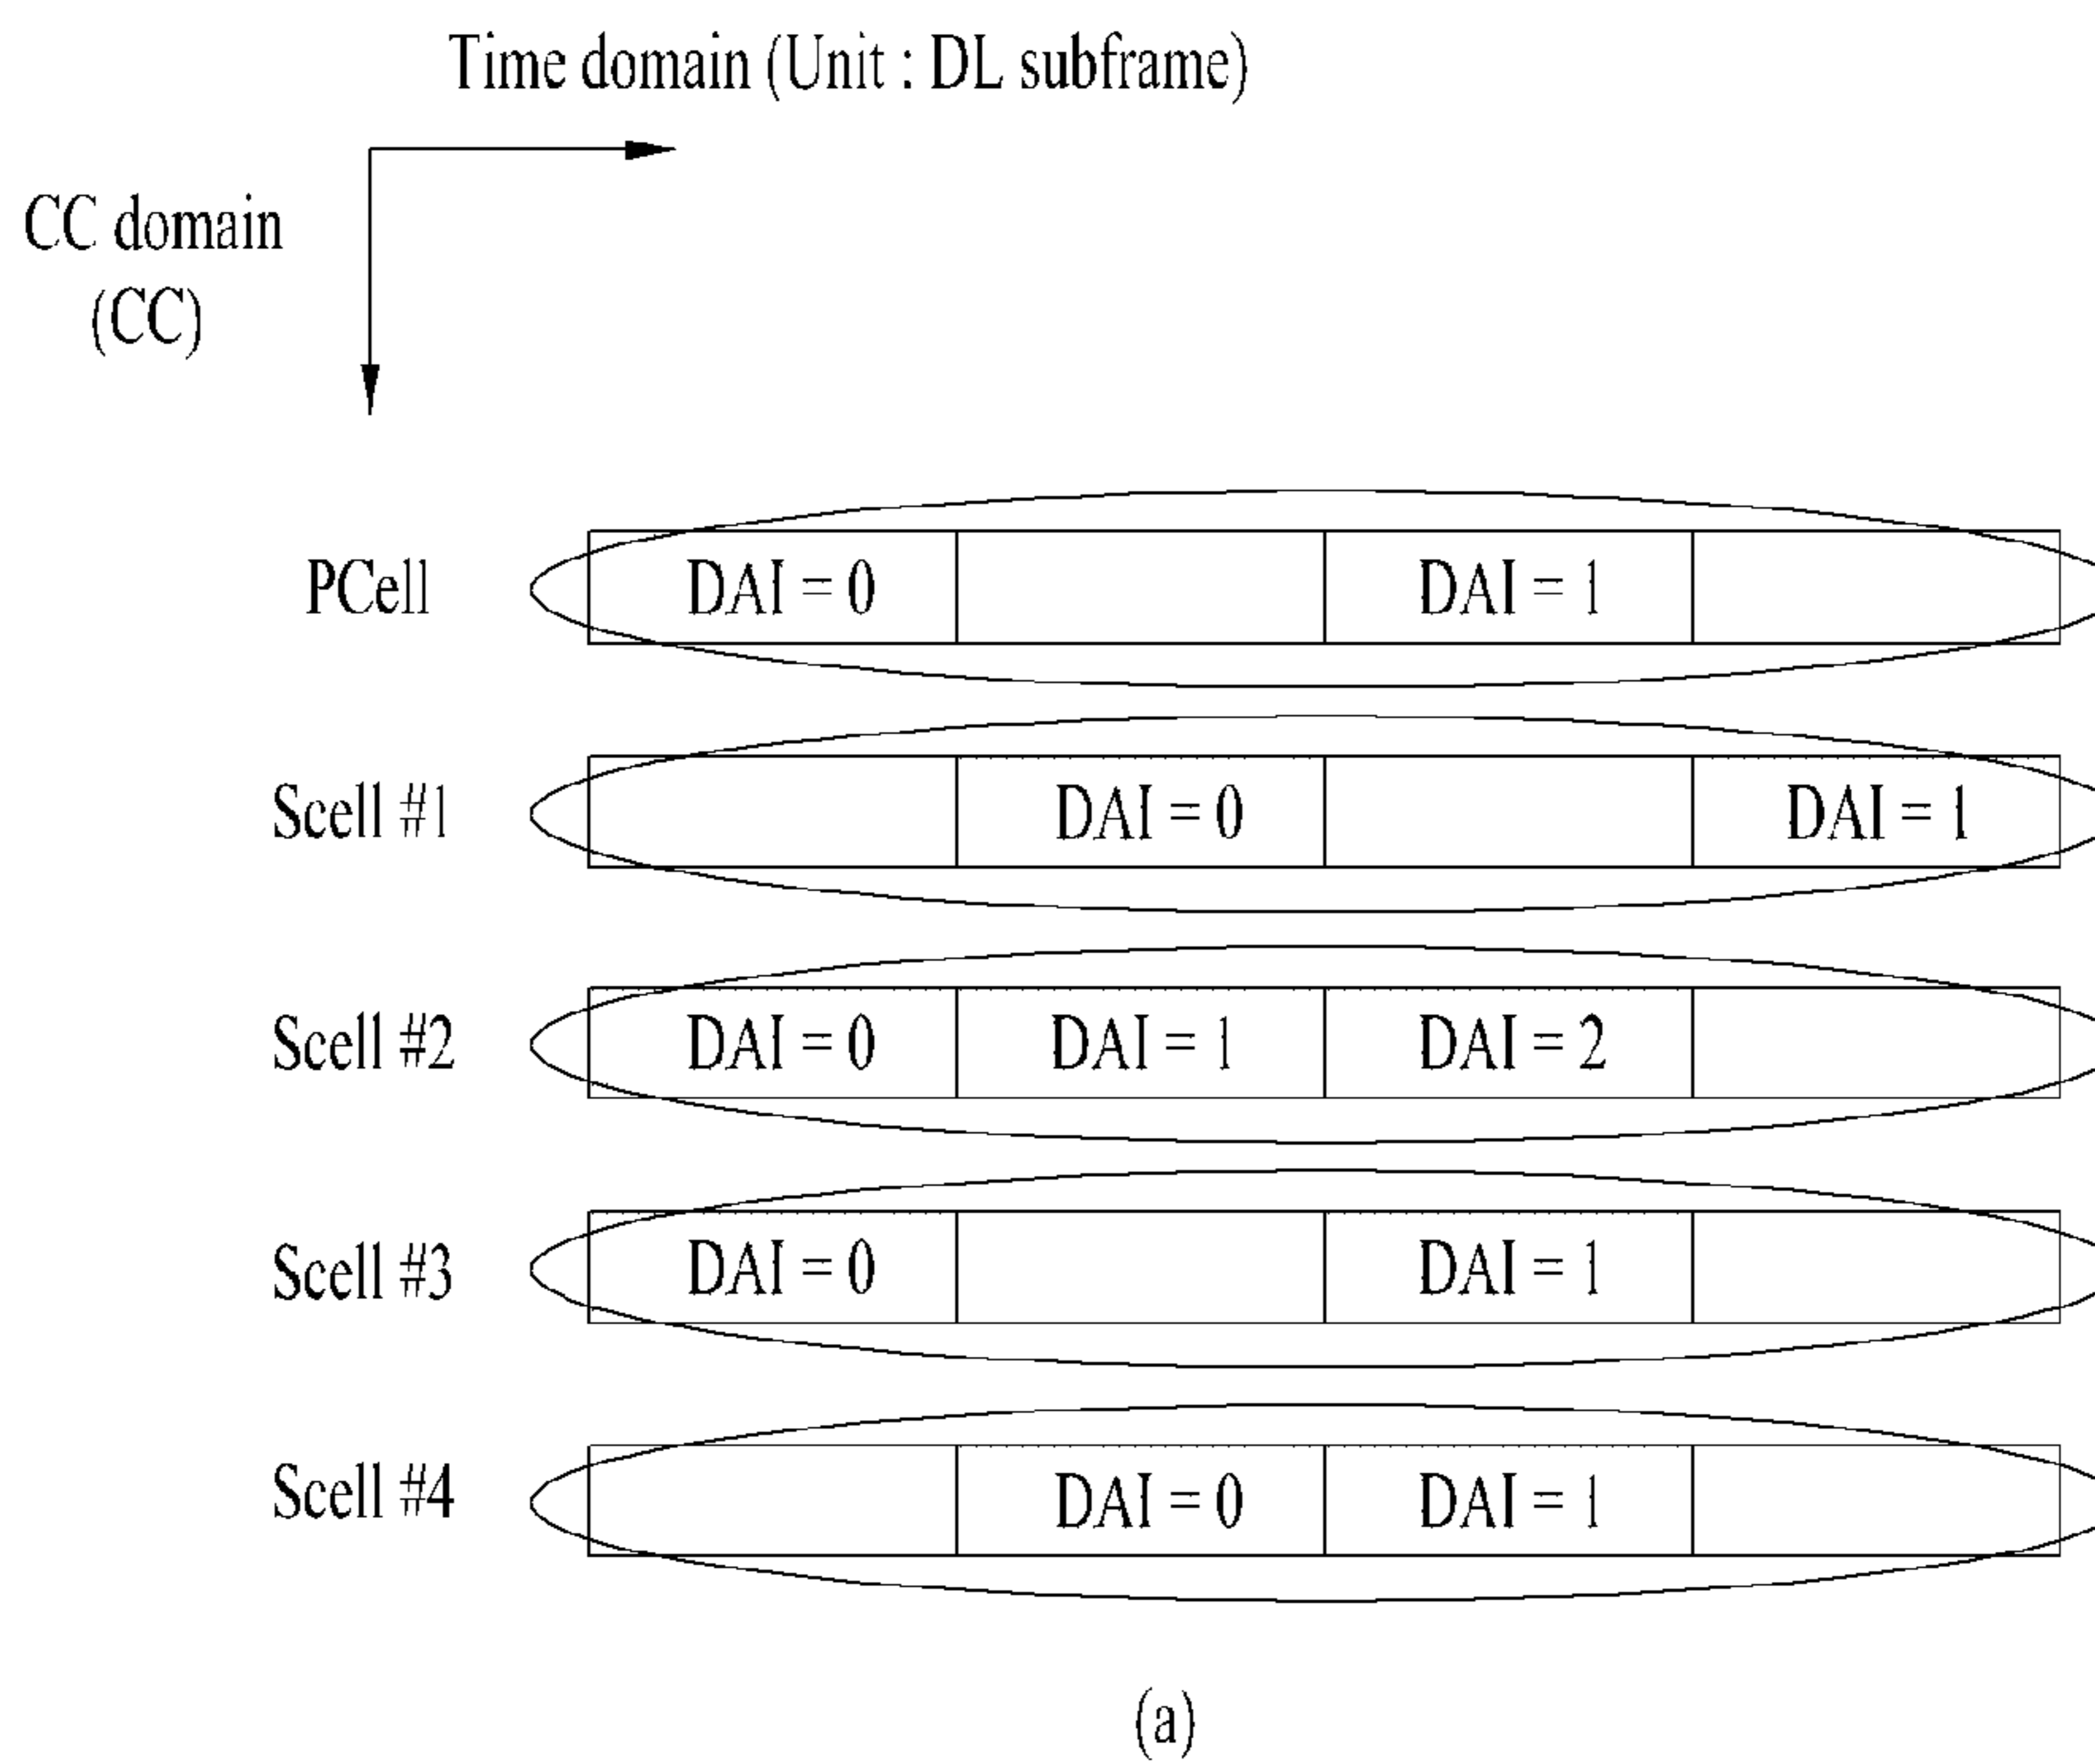 Time domain (Unit : DL subframe)
CC domain
(CC)
PCell DAI = 0 DAI = 1
Scell #1 DAI = 0 DAI = 1
Scell #2 DAI = 0 DAI = 1 DAI = 2
Scell #3 DAI = 0 DAI = 1
Scell #4 DAI = 0 DAI = 1
(a)